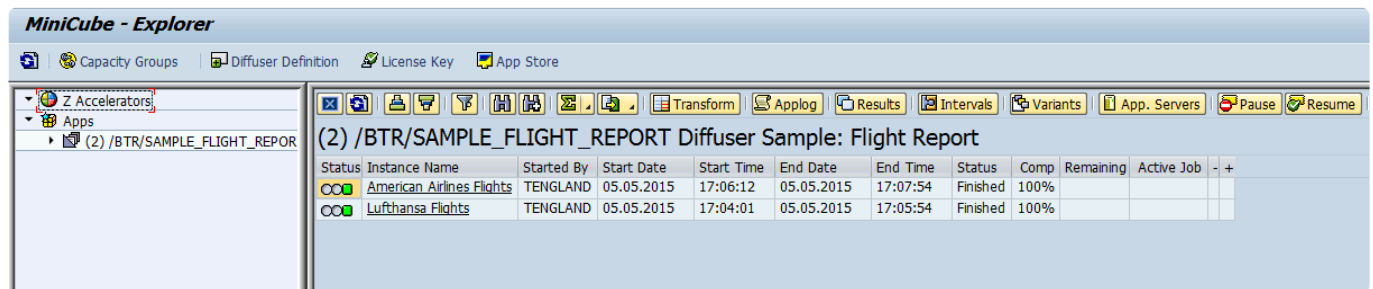 MiniCube - Explorer
Capacity Groups Diffuser Definition License Key App Store
Z Accelerators
Apps
(2) /BTR/SAMPLE_FLIGHT_REPOR
Transform Applog Results Intervals Variants App. Servers Pause Resume
(2) /BTR/SAMPLE_FLIGHT_REPORT Diffuser Sample: Flight Report
Status Instance Name Started By Start Date Start Time End Date End Time Status Comp Remaining Active Job - +
American Airlines Flights TENGLAND 05.05.2015 17:06:12 05.05.2015 17:07:54 Finished 100%
Lufthansa Flights TENGLAND 05.05.2015 17:04:01 05.05.2015 17:05:54 Finished 100%